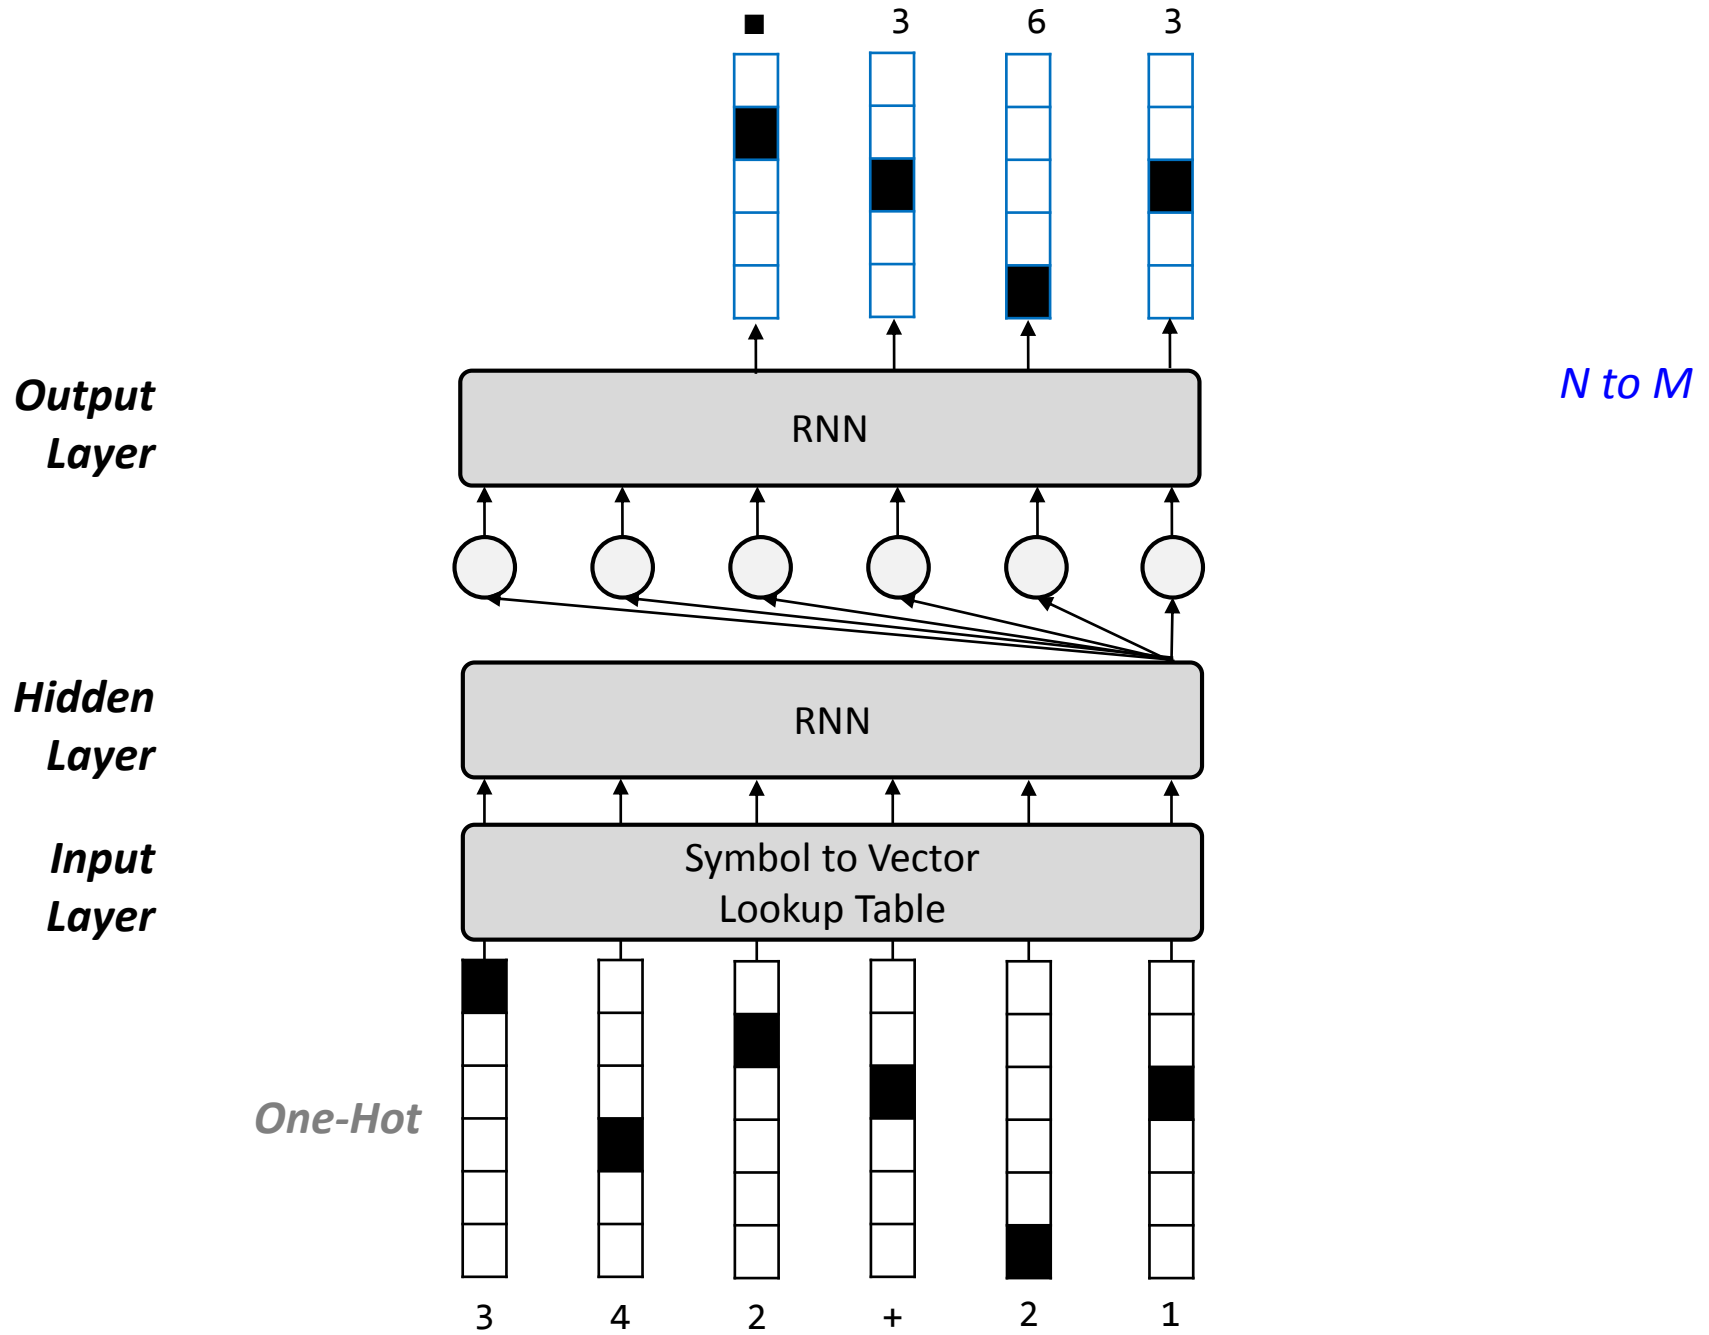 ■ 3 6 3
Output
Layer
RNN
N to M
Hidden
Layer
RNN
Input
Layer
Symbol to Vector
Lookup Table
One-Hot
3 4 2 + 2 1